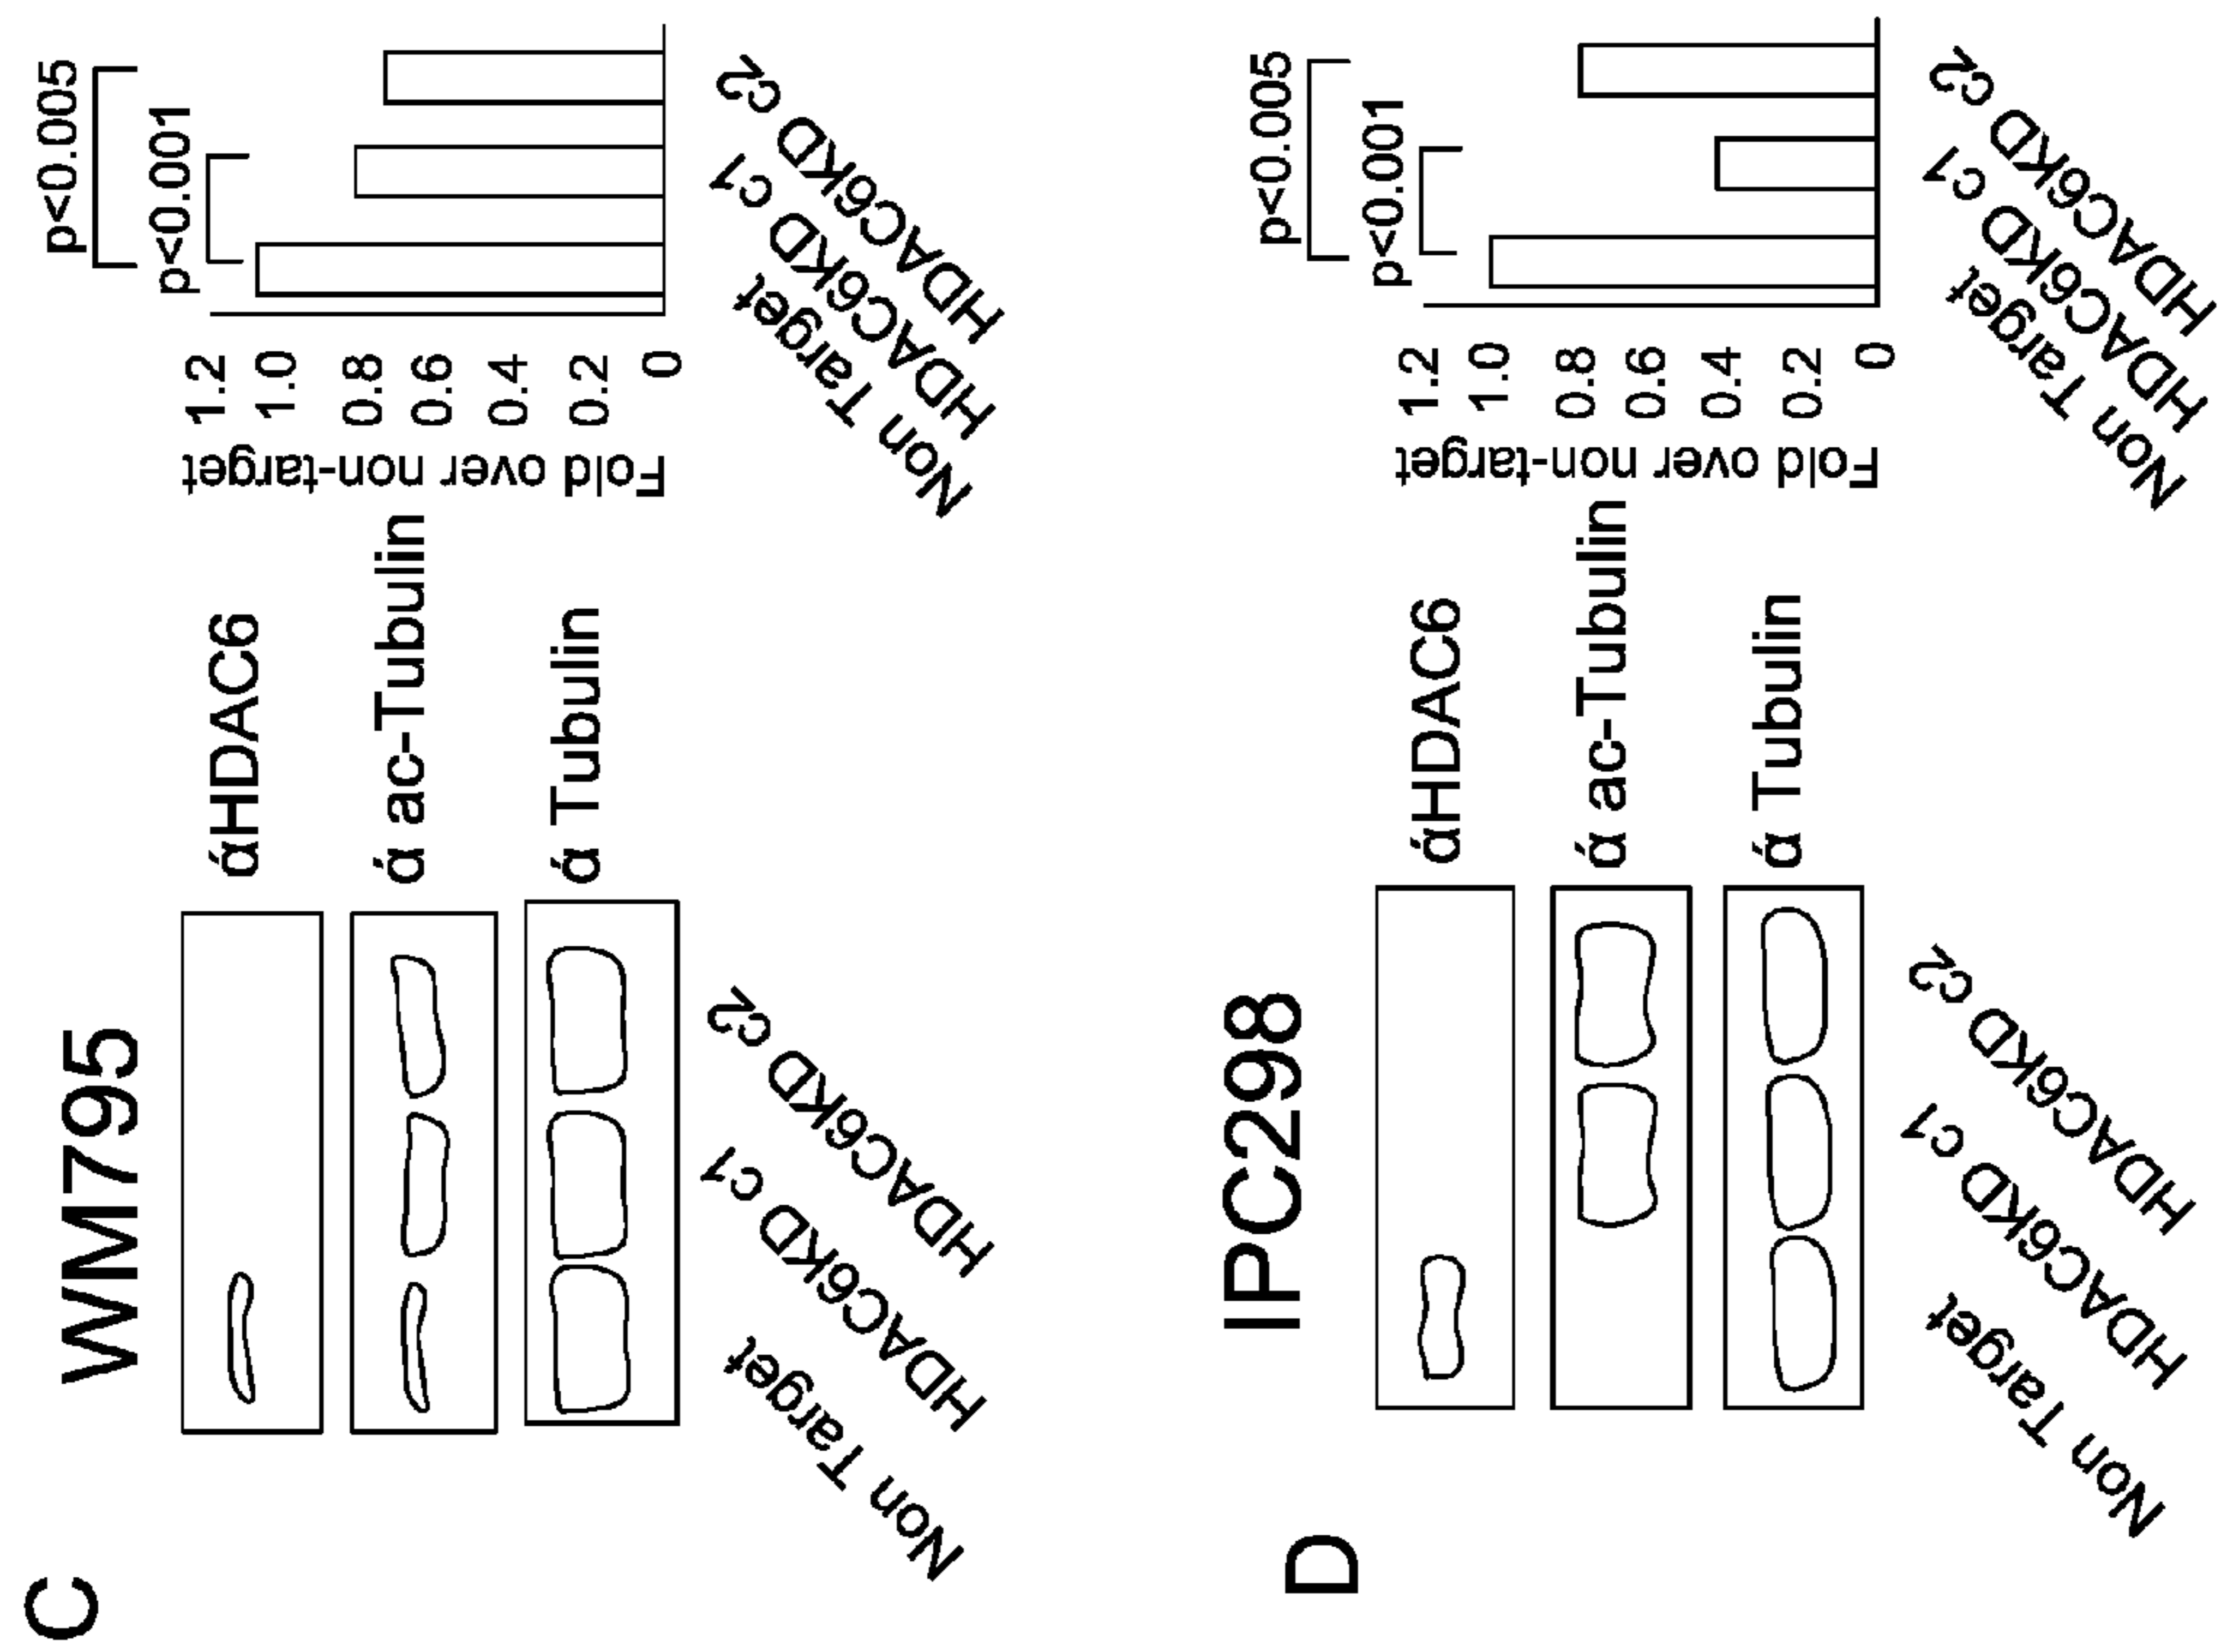 C
WM795
άHDAC6
ά ac-Tubulin
ά Tubulin
Non Target
HDAC6KD c1
HDAC6KD c2
Fold over non-target
1.2
1.0
0.8
0.6
0.4
0.2
0
p<0.005
p<0.001
Non Target
HDAC6KD c1
HDAC6KD c2
D
IPC298
άHDAC6
ά ac-Tubulin
ά Tubulin
Non Target
HDAC6KD c1
HDAC6KD c2
Fold over non-target
1.2
1.0
0.8
0.6
0.4
0.2
0
p<0.005
p<0.001
Non Target
HDAC6KD c1
HDAC6KD c2